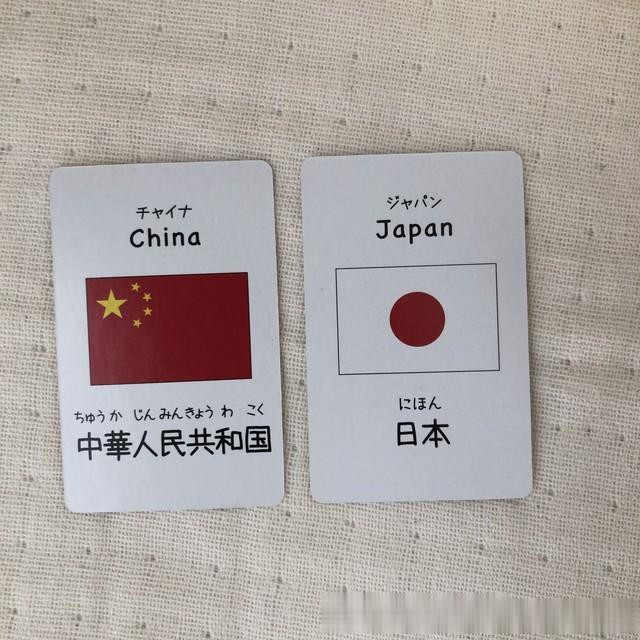 チャイナ
China
ちゅうか じんみんきょう わ こく
中華人民共和国
ジャパン
Japan
にほん
日本